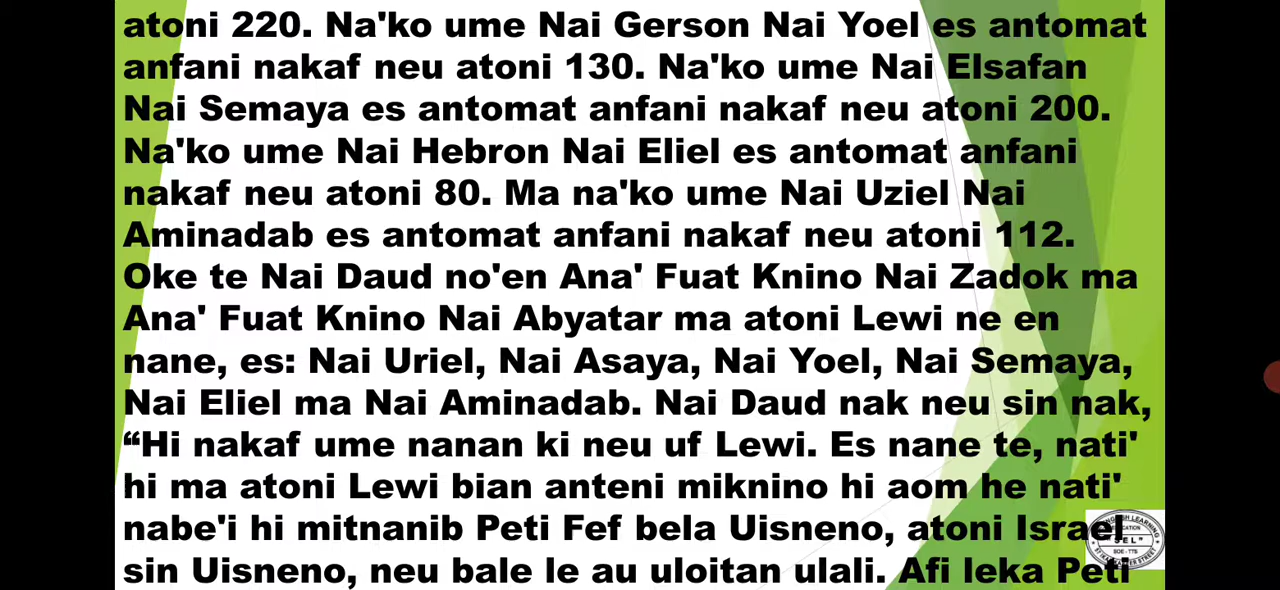 atoni 220. Na'ko ume Nai Gerson Nai Yoel es antomat
anfani nakaf neu atoni 130. Na'ko ume Nai Elsafan
Nai Semaya es antomat anfani nakaf neu atoni 200.
Na'ko ume Nai Hebron Nai Eliel es antomat anfani
nakaf neu atoni 80. Ma na'ko ume Nai Uziel Nai
Aminadab es antomat anfani nakaf neu atoni 112.
Oke te Nai Daud no'en Ana' Fuat Knino Nai Zadok ma
Ana' Fuat Knino Nai Abyatar ma atoni Lewi ne en
nane, es: Nai Uriel, Nai Asaya, Nai Yoel, Nai Semaya,
Nai Eliel ma Nai Aminadab. Nai Daud nak neu sin nak,
“Hi nakaf ume nanan ki neu uf Lewi. Es nane te, nati'
hi ma atoni Lewi bian anteni miknino hi aom he nati'
nabe'i hi mitnanib Peti Fef bela Uisneno, atoni Israel
sin Uisneno, neu bale le au uloitan ulali. Afi leka Peti
"SEL"
SOE - TTS